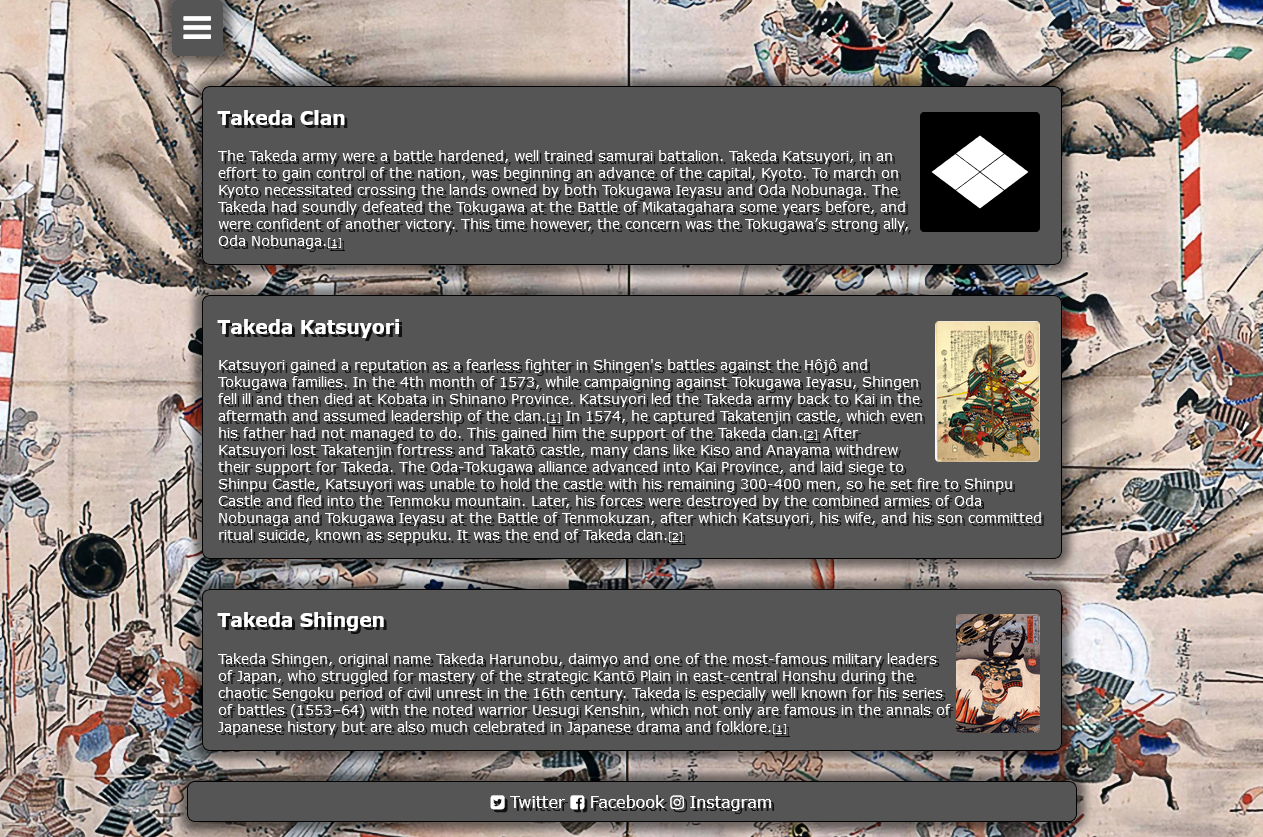 Takeda Clan
The Takeda army were a battle hardened, well trained samurai battalion. Takeda Katsuyori, in an
effort to gain control of the nation, was beginning an advance of the capital, Kyoto. To march on
Kyoto necessitated crossing the lands owned by both Tokugawa Ieyasu and Oda Nobunaga. The
Takeda had soundly defeated the Tokugawa at the Battle of Mikatagahara some years before, and
were confident of another victory. This time however, the concern was the Tokugawa’s strong ally,
Oda Nobunaga.[1]
Takeda Katsuyori
Katsuyori gained a reputation as a fearless fighter in Shingen's battles against the Hôjô and
Tokugawa families. In the 4th month of 1573, while campaigning against Tokugawa Ieyasu, Shingen
fell ill and then died at Kobata in Shinano Province. Katsuyori led the Takeda army back to Kai in the
aftermath and assumed leadership of the clan.[1] In 1574, he captured Takatenjin castle, which even
his father had not managed to do. This gained him the support of the Takeda clan.[2] After
Katsuyori lost Takatenjin fortress and Takatō castle, many clans like Kiso and Anayama withdrew
their support for Takeda. The Oda-Tokugawa alliance advanced into Kai Province, and laid siege to
Shinpu Castle, Katsuyori was unable to hold the castle with his remaining 300-400 men, so he set fire to Shinpu
Castle and fled into the Tenmoku mountain. Later, his forces were destroyed by the combined armies of Oda
Nobunaga and Tokugawa Ieyasu at the Battle of Tenmokuzan, after which Katsuyori, his wife, and his son committed
ritual suicide, known as seppuku. It was the end of Takeda clan.[2]
Takeda Shingen
Takeda Shingen, original name Takeda Harunobu, daimyo and one of the most-famous military leaders
of Japan, who struggled for mastery of the strategic Kantō Plain in east-central Honshu during the
chaotic Sengoku period of civil unrest in the 16th century. Takeda is especially well known for his series
of battles (1553–64) with the noted warrior Uesugi Kenshin, which not only are famous in the annals of
Japanese history but are also much celebrated in Japanese drama and folklore.[1]
Twitter Facebook Instagram